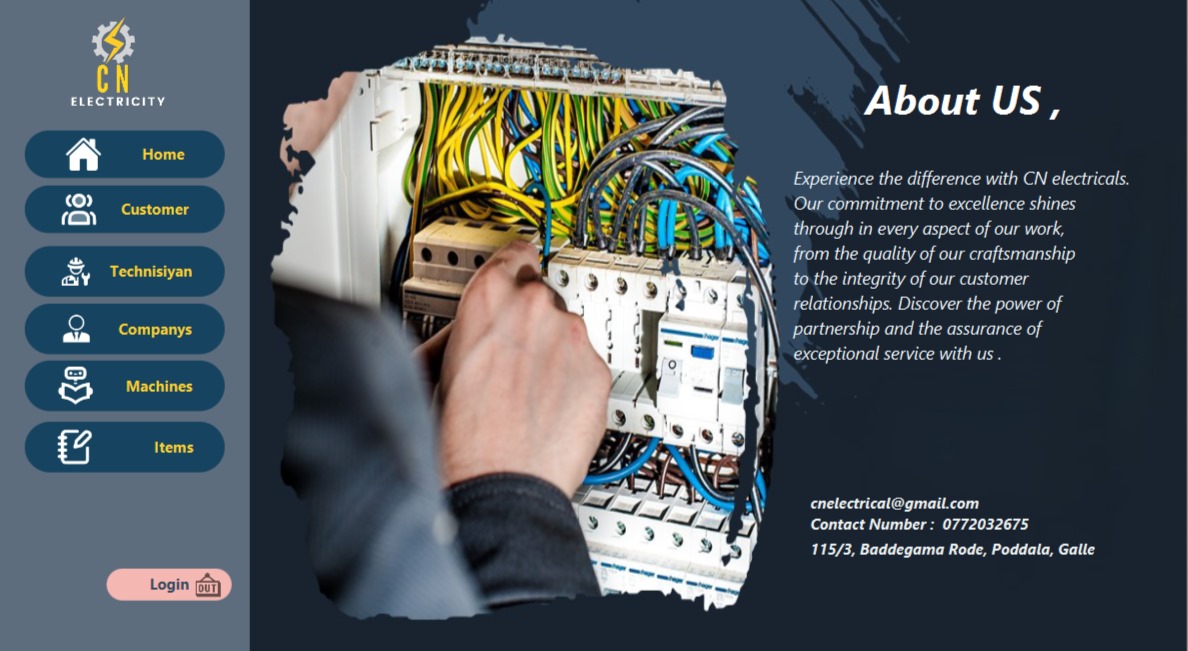 CN
ELECTRICITY
Home
Customer
Technisiyan
Companys
Machines
Items
Login
OUT
About US ,
Experience the difference with CN electricals.
Our commitment to excellence shines
through in every aspect of our work,
from the quality of our craftsmanship
to the integrity of our customer
relationships. Discover the power of
partnership and the assurance of
exceptional service with us .
:hager
cnelectrical@gmail.com
Contact Number : 0772032675
115/3, Baddegama Rode, Poddala, Galle